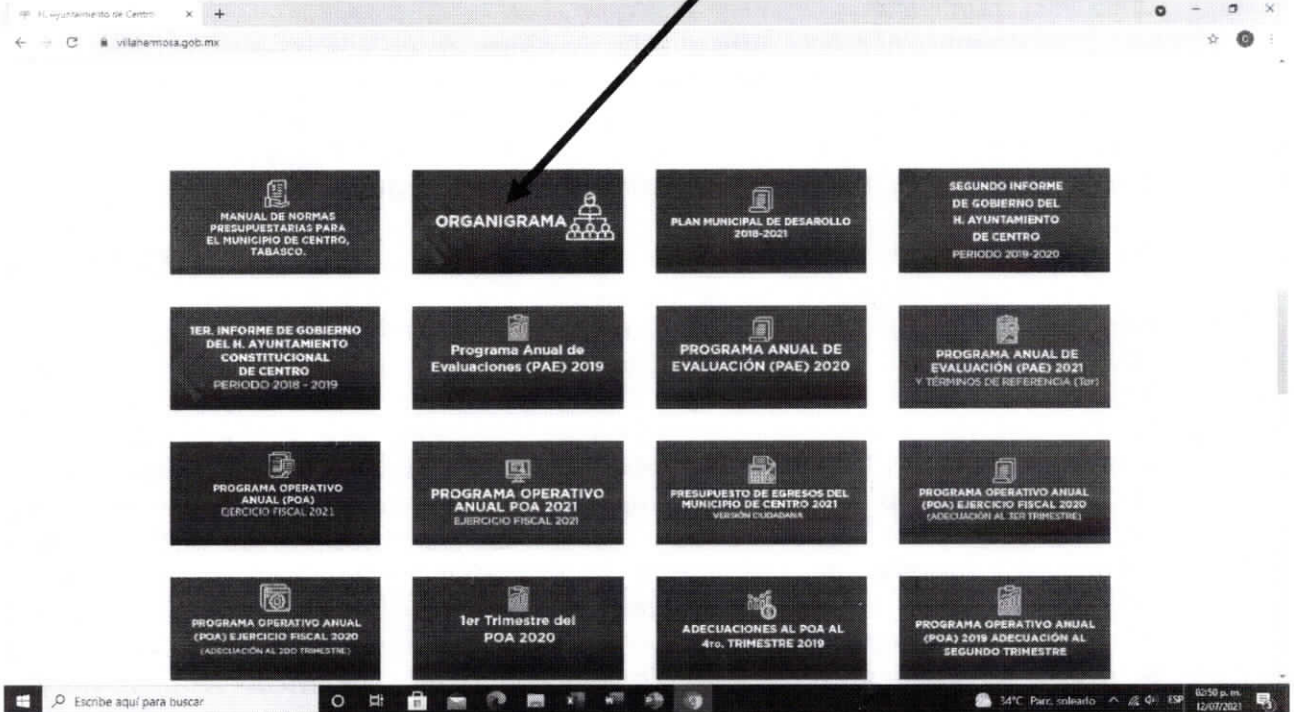 H. Ayuntamiento de Centro
villahermosa.gob.mx
MANUAL DE NORMAS
PRESUPUESTARIAS PARA
EL MUNICIPIO DE CENTRO,
TABASCO.
ORGANIGRAMA
PLAN MUNICIPAL DE DESAROLLO
2018-2021
SEGUNDO INFORME
DE GOBIERNO DEL
H. AYUNTAMIENTO
DE CENTRO
PERIODO 2019-2020
1ER. INFORME DE GOBIERNO
DEL H. AYUNTAMIENTO
CONSTITUCIONAL
DE CENTRO
PERIODO 2018 - 2019
Programa Anual de
Evaluaciones (PAE) 2019
PROGRAMA ANUAL DE
EVALUACIÓN (PAE) 2020
PROGRAMA ANUAL DE
EVALUACIÓN (PAE) 2021
Y TÉRMINOS DE REFERENCIA (Tdr)
PROGRAMA OPERATIVO
ANUAL (POA)
EJERCICIO FISCAL 2021
PROGRAMA OPERATIVO
ANUAL POA 2021
EJERCICIO FISCAL 2021
PRESUPUESTO DE EGRESOS DEL
MUNICIPIO DE CENTRO 2021
VERSIÓN CIUDADANA
PROGRAMA OPERATIVO ANUAL
(POA) EJERCICIO FISCAL 2020
(ADECUACIÓN AL 3ER TRIMESTRE)
PROGRAMA OPERATIVO ANUAL
(POA) EJERCICIO FISCAL 2020
(ADECUACIÓN AL 2DO TRIMESTRE)
1er Trimestre del
POA 2020
ADECUACIONES AL POA AL
4to. TRIMESTRE 2019
PROGRAMA OPERATIVO ANUAL
(POA) 2019 ADECUACIÓN AL
SEGUNDO TRIMESTRE
Escribe aquí para buscar
34°C Parc. soleado
ESP
02:50 p. m.
12/07/2021